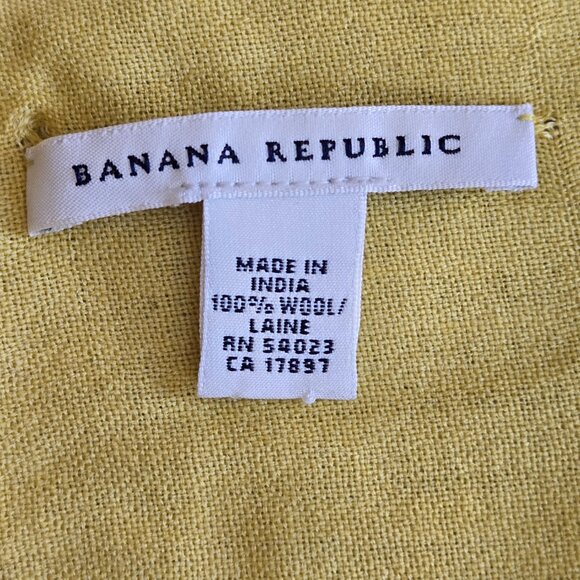 BANANA REPUBLIC
MADE IN
INDIA
100% WOOL/
LAINE
RN 54023
CA 17897